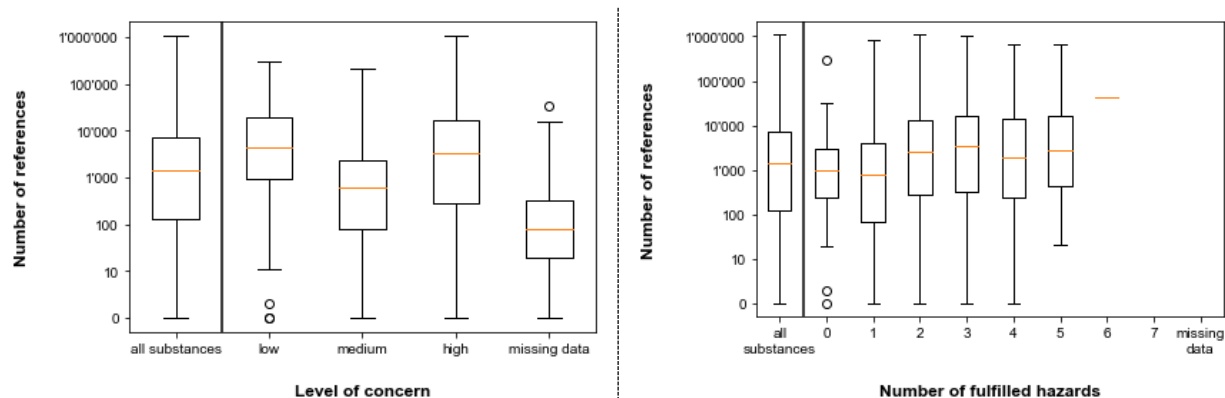 Number of references
1'000'000
100'000
10'000
1'000
100
10
0
all substances low medium high missing data
Level of concern
Number of references
1'000'000
100'000
10'000
1'000
100
10
0
all substances 0 1 2 3 4 5 6 7 missing data
Number of fulfilled hazards